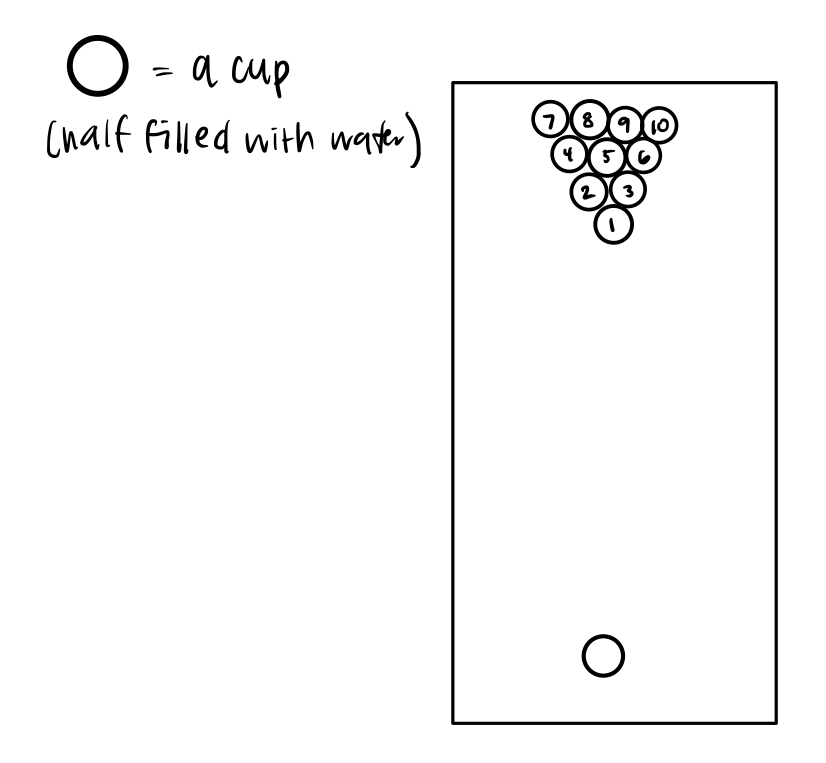 = a cup
(half filled with water)
7 8 9 10
4 5 6
2 3
1